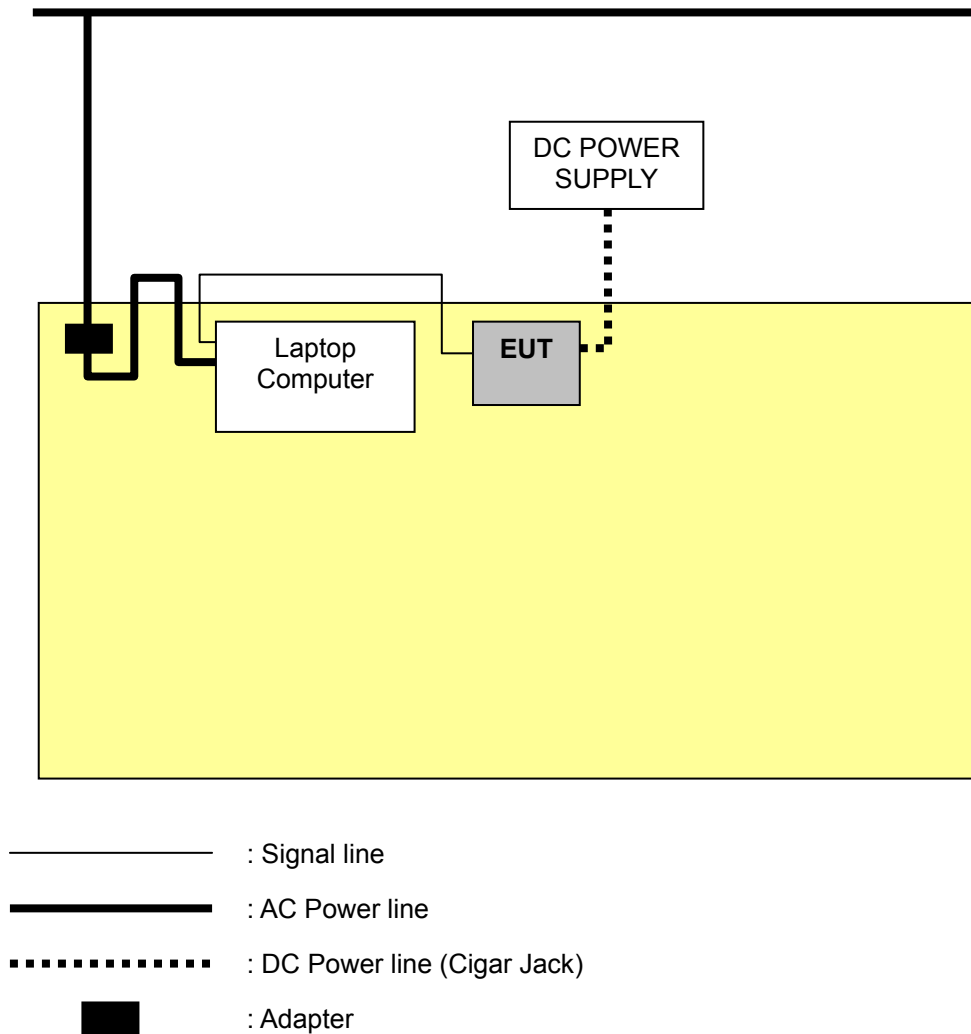 DC POWER
SUPPLY
Laptop
Computer
EUT
: Signal line
: AC Power line
: DC Power line (Cigar Jack)
: Adapter